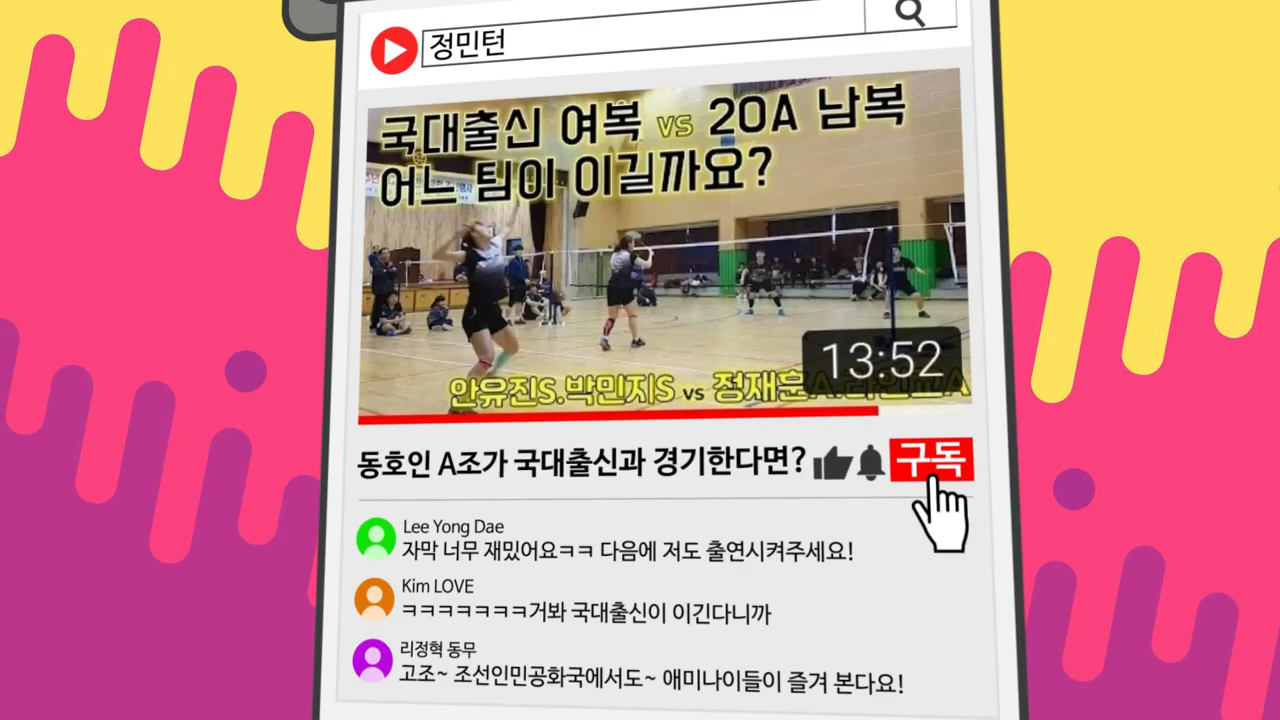 정민턴
국대출신 여복 vs 20A 남복
어느 팀이 이길까요?
13:52
안유진S.박민지S vs 정재훈A.
동호인 A조가 국대출신과 경기한다면?
구독
Lee Yong Dae
자막 너무 재밌어요ㅋㅋ 다음에 저도 출연시켜주세요!
Kim LOVE
ㅋㅋㅋㅋㅋㅋㅋ거봐 국대출신이 이긴다니까
리정혁 동무
고조~ 조선인민공화국에서도~ 애미나이들이 즐겨 본다요!